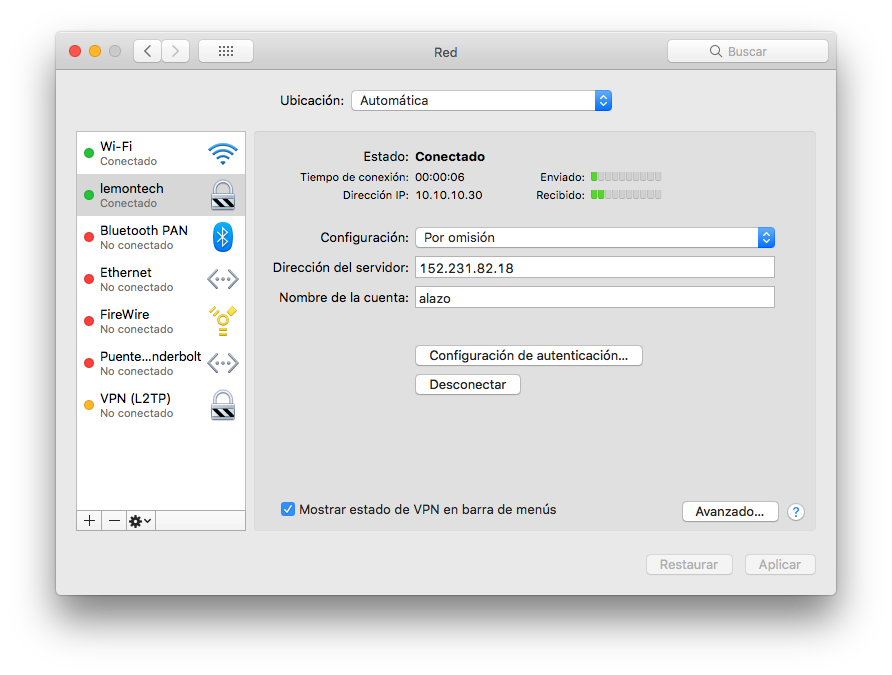 Red
Buscar
Ubicación: Automática
Wi-Fi
Conectado
lemontech
Conectado
Bluetooth PAN
No conectado
Ethernet
No conectado
FireWire
No conectado
Puente...nderbolt
No conectado
VPN (L2TP)
No conectado
Estado: Conectado
Tiempo de conexión: 00:00:06 Enviado:
Dirección IP: 10.10.10.30 Recibido:
Configuración: Por omisión
Dirección del servidor: 152.231.82.18
Nombre de la cuenta: alazo
Configuración de autenticación...
Desconectar
Mostrar estado de VPN en barra de menús
Avanzado... ?
Restaurar Aplicar